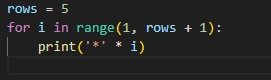 rows = 5
for i in range(1, rows + 1):
    print('*' * i)